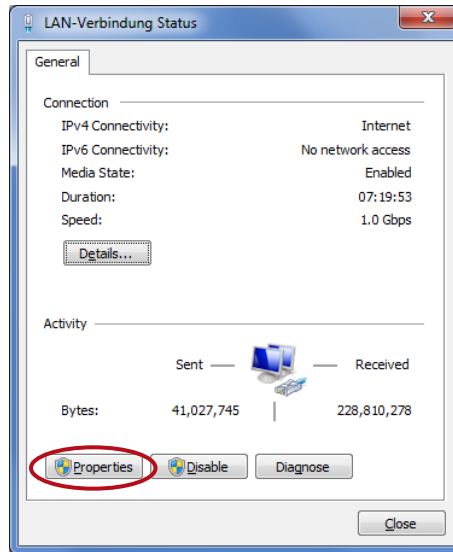 LAN-Verbindung Status
General
Connection
IPv4 Connectivity: Internet
IPv6 Connectivity: No network access
Media State: Enabled
Duration: 07:19:53
Speed: 1.0 Gbps
Details...
Activity
Sent — — Received
Bytes: 41,027,745 | 228,810,278
Properties Disable Diagnose
Close